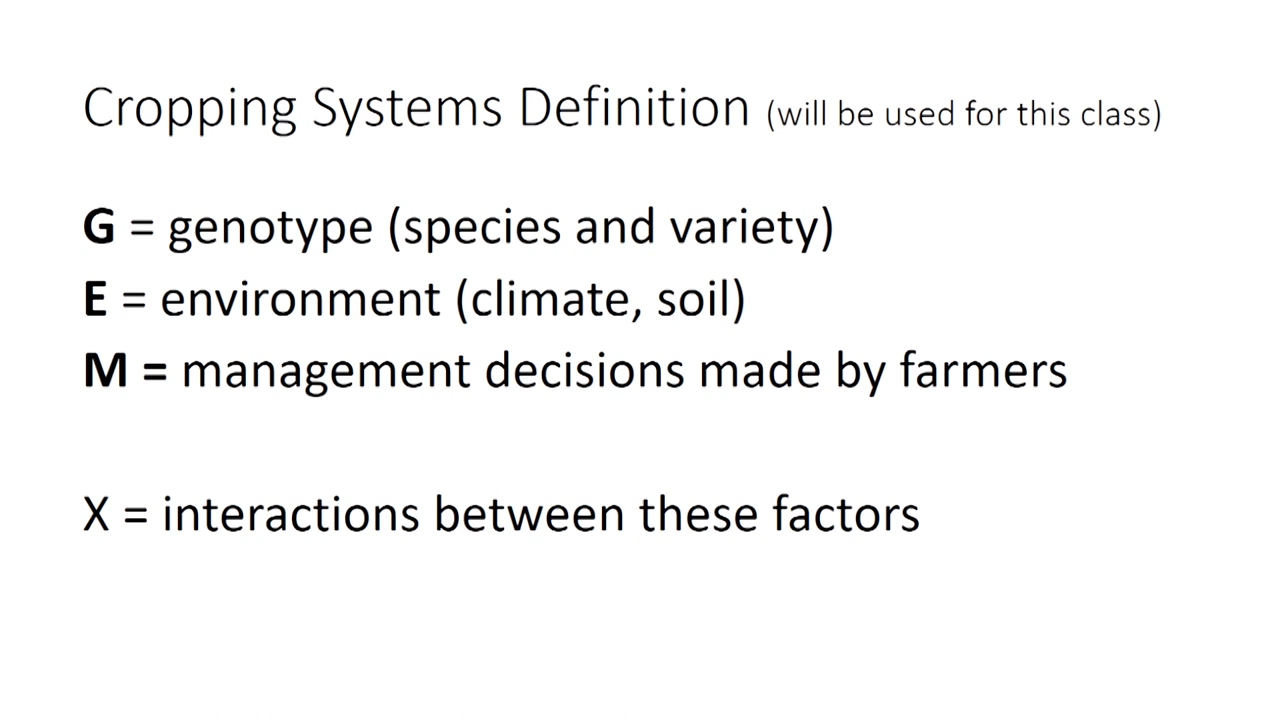 Cropping Systems Definition (will be used for this class)
G = genotype (species and variety)
E = environment (climate, soil)
M = management decisions made by farmers
X = interactions between these factors